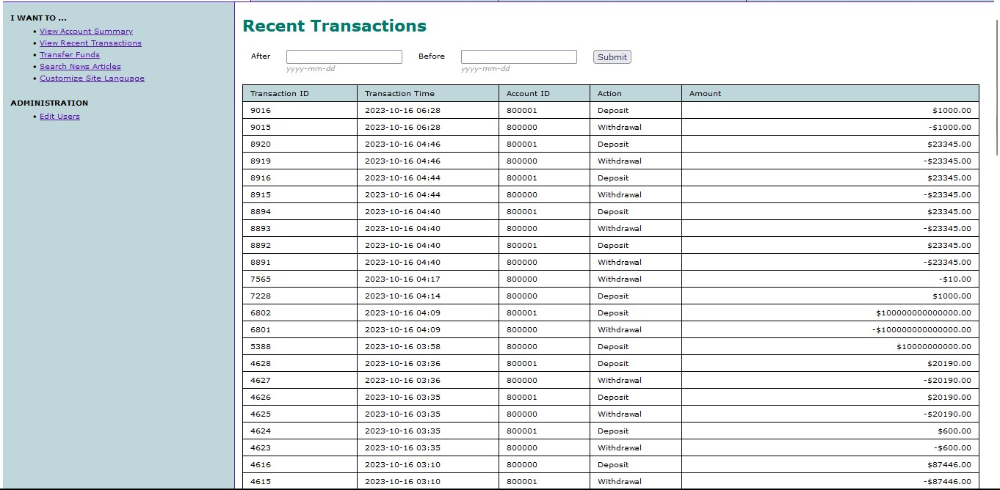 I WANT TO ...
• View Account Summary
• View Recent Transactions
• Transfer Funds
• Search News Articles
• Customize Site Language
ADMINISTRATION
• Edit Users
Recent Transactions
After Before Submit
yyyy-mm-dd yyyy-mm-dd
Transaction ID Transaction Time Account ID Action Amount
9016 2023-10-16 06:28 800001 Deposit $1000.00
9015 2023-10-16 06:28 800000 Withdrawal -$1000.00
8920 2023-10-16 04:46 800001 Deposit $23345.00
8919 2023-10-16 04:46 800000 Withdrawal -$23345.00
8916 2023-10-16 04:44 800001 Deposit $23345.00
8915 2023-10-16 04:44 800000 Withdrawal -$23345.00
8894 2023-10-16 04:40 800001 Deposit $23345.00
8893 2023-10-16 04:40 800000 Withdrawal -$23345.00
8892 2023-10-16 04:40 800001 Deposit $23345.00
8891 2023-10-16 04:40 800000 Withdrawal -$23345.00
7565 2023-10-16 04:17 800000 Withdrawal -$10.00
7228 2023-10-16 04:14 800000 Deposit $1000.00
6802 2023-10-16 04:09 800001 Deposit $100000000000000.00
6801 2023-10-16 04:09 800000 Withdrawal -$100000000000000.00
5388 2023-10-16 03:58 800000 Deposit $10000000000.00
4628 2023-10-16 03:36 800001 Deposit $20190.00
4627 2023-10-16 03:36 800000 Withdrawal -$20190.00
4626 2023-10-16 03:35 800001 Deposit $20190.00
4625 2023-10-16 03:35 800000 Withdrawal -$20190.00
4624 2023-10-16 03:35 800001 Deposit $600.00
4623 2023-10-16 03:35 800000 Withdrawal -$600.00
4616 2023-10-16 03:10 800000 Deposit $87446.00
4615 2023-10-16 03:10 800001 Withdrawal -$87446.00